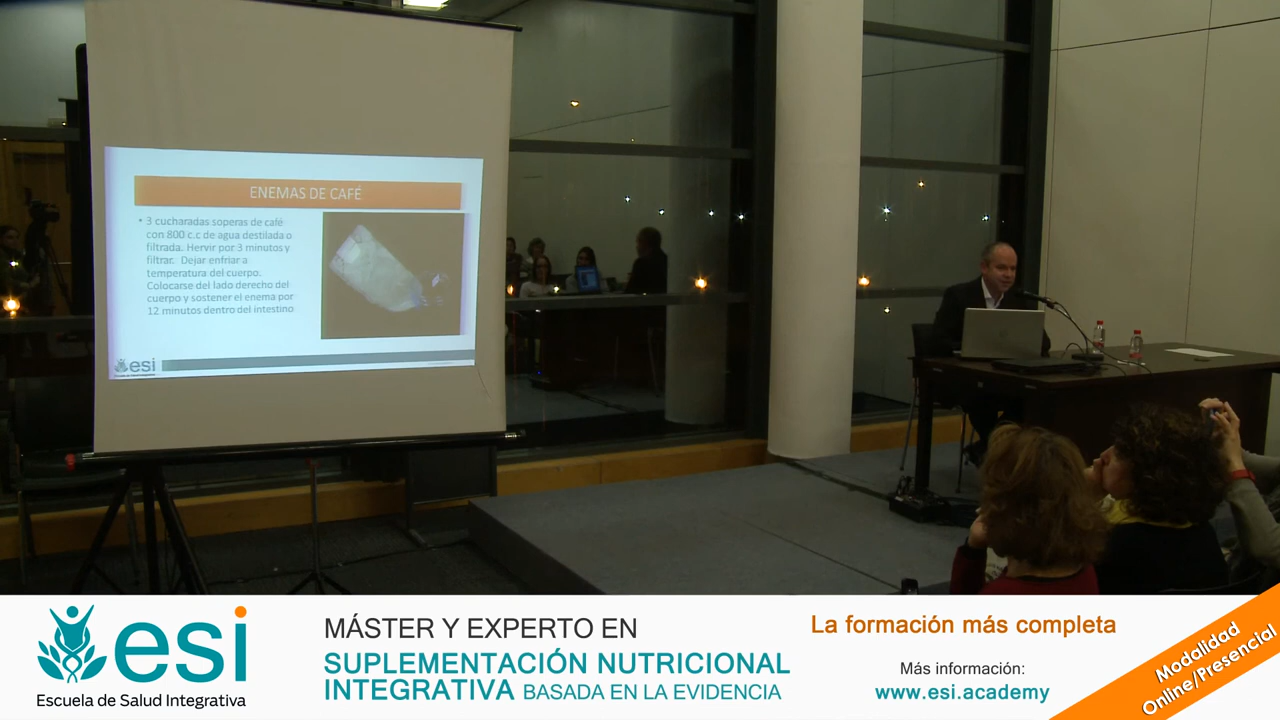 ENEMAS DE CAFÉ
• 3 cucharadas soperas de café
con 800 c.c de agua destilada o
filtrada. Hervir por 3 minutos y
filtrar. Dejar enfriar a
temperatura del cuerpo.
Colocarse del lado derecho del
cuerpo y sostener el enema por
12 minutos dentro del intestino
esi
esi
Escuela de Salud Integrativa
MÁSTER Y EXPERTO EN
SUPLEMENTACIÓN NUTRICIONAL
INTEGRATIVA BASADA EN LA EVIDENCIA
La formación más completa
Más información:
www.esi.academy
Modalidad
Online/Presencial